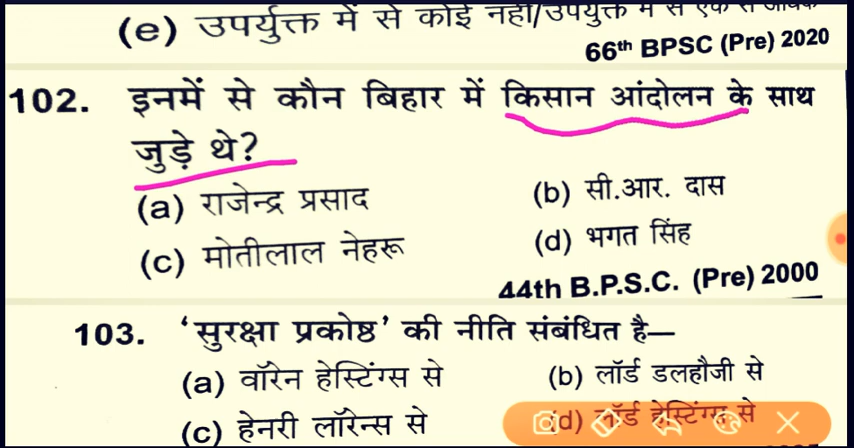 (e) उपर्युक्त में से कोई नहीं/उपर्युक्त में से एक से अधिक
66th BPSC (Pre) 2020
102. इनमें से कौन बिहार में किसान आंदोलन के साथ
जुड़े थे?
(a) राजेन्द्र प्रसाद (b) सी.आर. दास
(c) मोतीलाल नेहरू (d) भगत सिंह
44th B.P.S.C. (Pre) 2000
103. ‘सुरक्षा प्रकोष्ठ’ की नीति संबंधित है—
(a) वॉरेन हेस्टिंग्स से (b) लॉर्ड डलहौजी से
(c) हेनरी लॉरेन्स से (d) लॉर्ड हेस्टिंग्स से